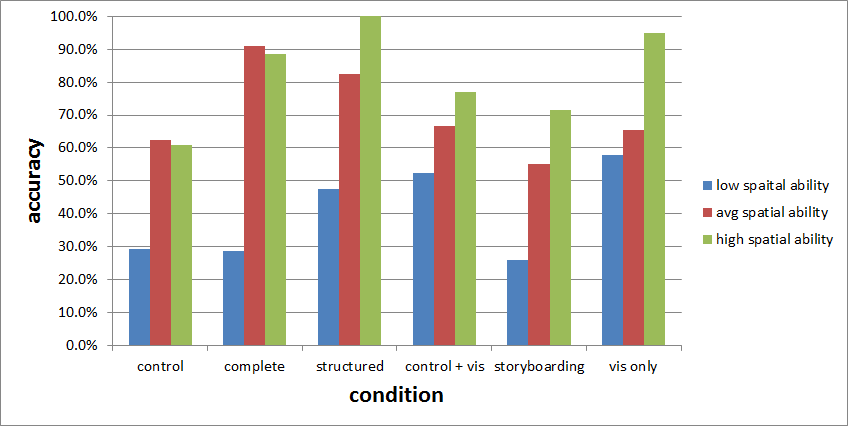 100.0%
90.0%
80.0%
70.0%
60.0%
50.0%
40.0%
30.0%
20.0%
10.0%
0.0%
accuracy
control complete structured control + vis storyboarding vis only
condition
low spaital ability
avg spatial ability
high spatial ability